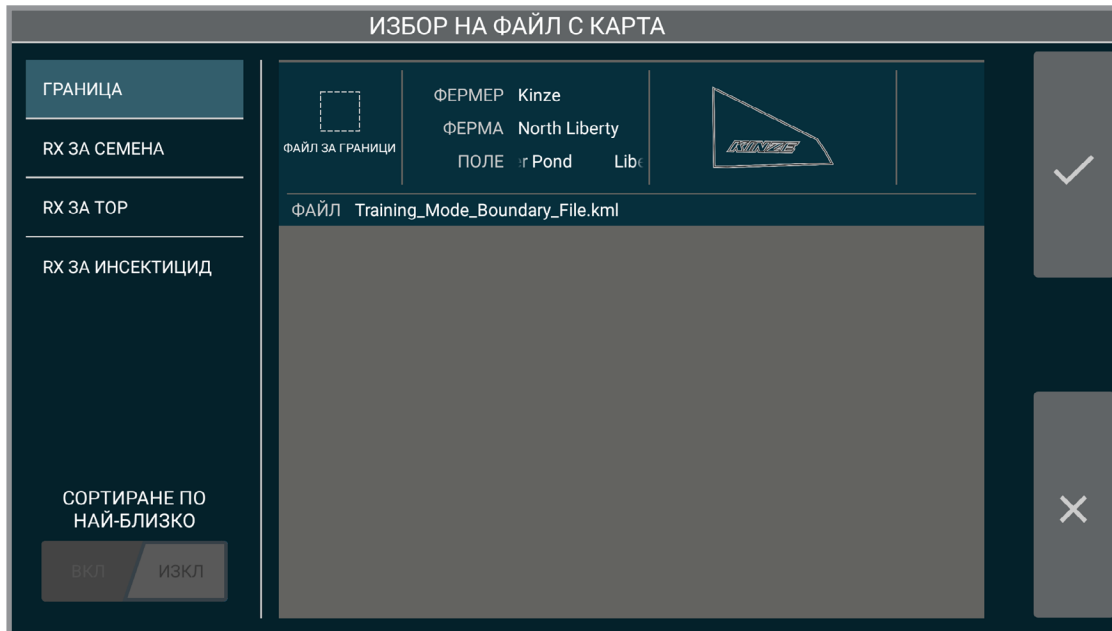 ИЗБОР НА ФАЙЛ С КАРТА
ГРАНИЦА
RX ЗА СЕМЕНА
RX ЗА ТОР
RX ЗА ИНСЕКТИЦИД
СОРТИРАНЕ ПО
НАЙ-БЛИЗКО
ВКЛ ИЗКЛ
ФАЙЛ ЗА ГРАНИЦИ
ФЕРМЕР Kinze
ФЕРМА North Liberty
ПОЛЕ r Pond Lib
KINZE
ФАЙЛ Training_Mode_Boundary_File.kml